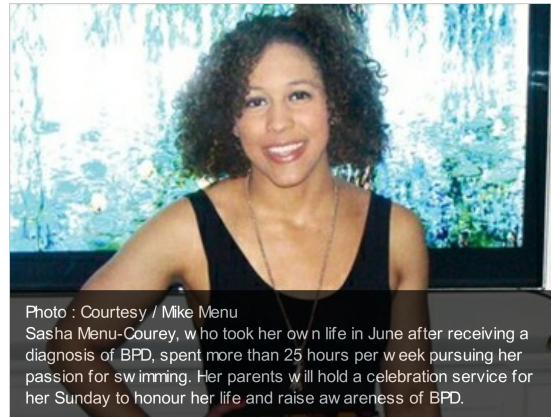 Photo : Courtesy / Mike Menu
Sasha Menu-Courey, who took her own life in June after receiving a
diagnosis of BPD, spent more than 25 hours per week pursuing her
passion for swimming. Her parents will hold a celebration service for
her Sunday to honour her life and raise awareness of BPD.